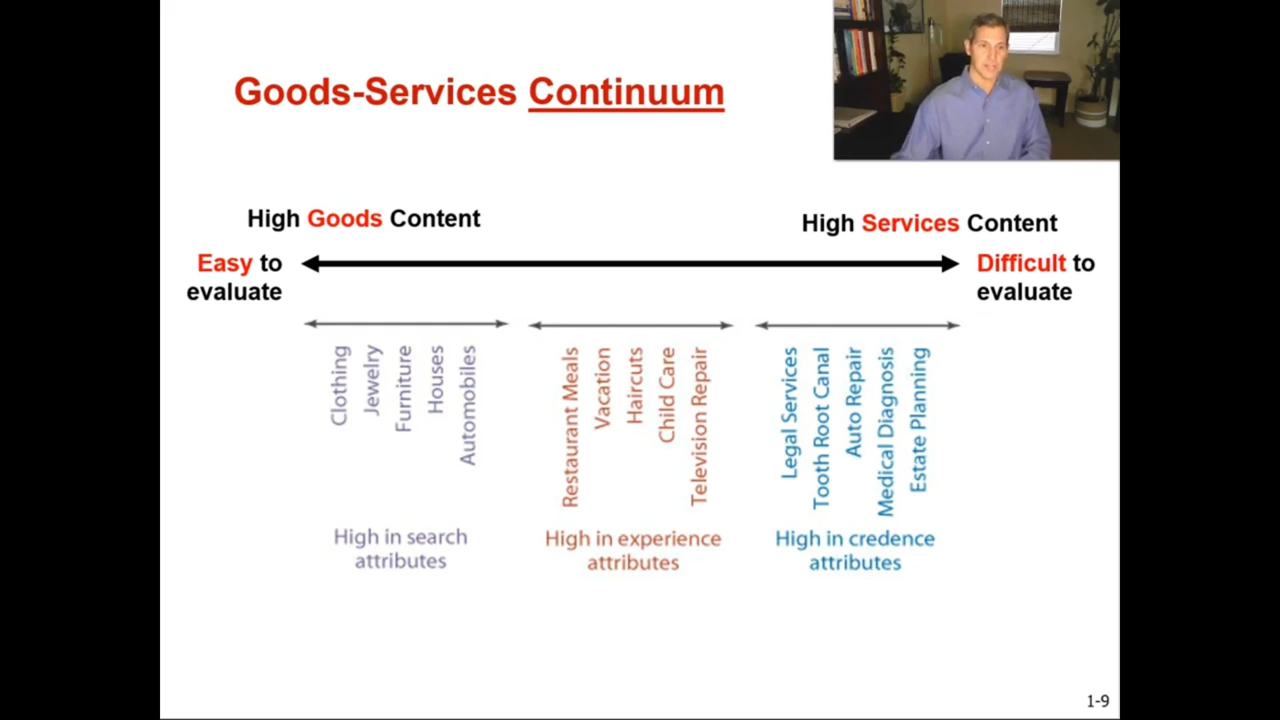 Goods-Services Continuum
High Goods Content
High Services Content
Easy to
evaluate
Difficult to
evaluate
Clothing
Jewelry
Furniture
Houses
Automobiles
Restaurant Meals
Vacation
Haircuts
Child Care
Television Repair
Legal Services
Tooth Root Canal
Auto Repair
Medical Diagnosis
Estate Planning
High in search
attributes
High in experience
attributes
High in credence
attributes
1-9